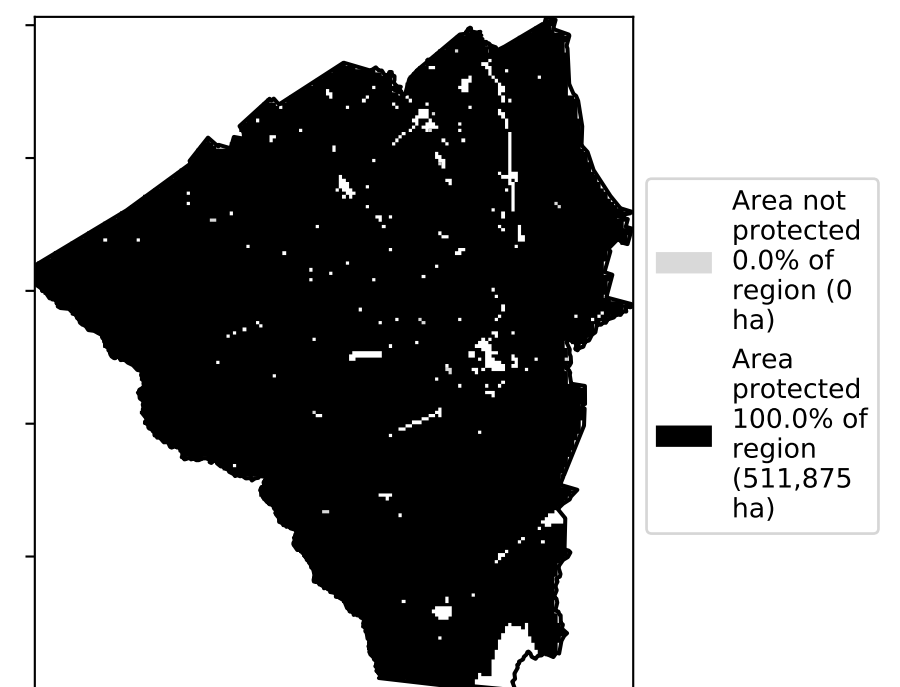 Area not
protected
0.0% of
region (0
ha)
Area
protected
100.0% of
region
(511,875
ha)